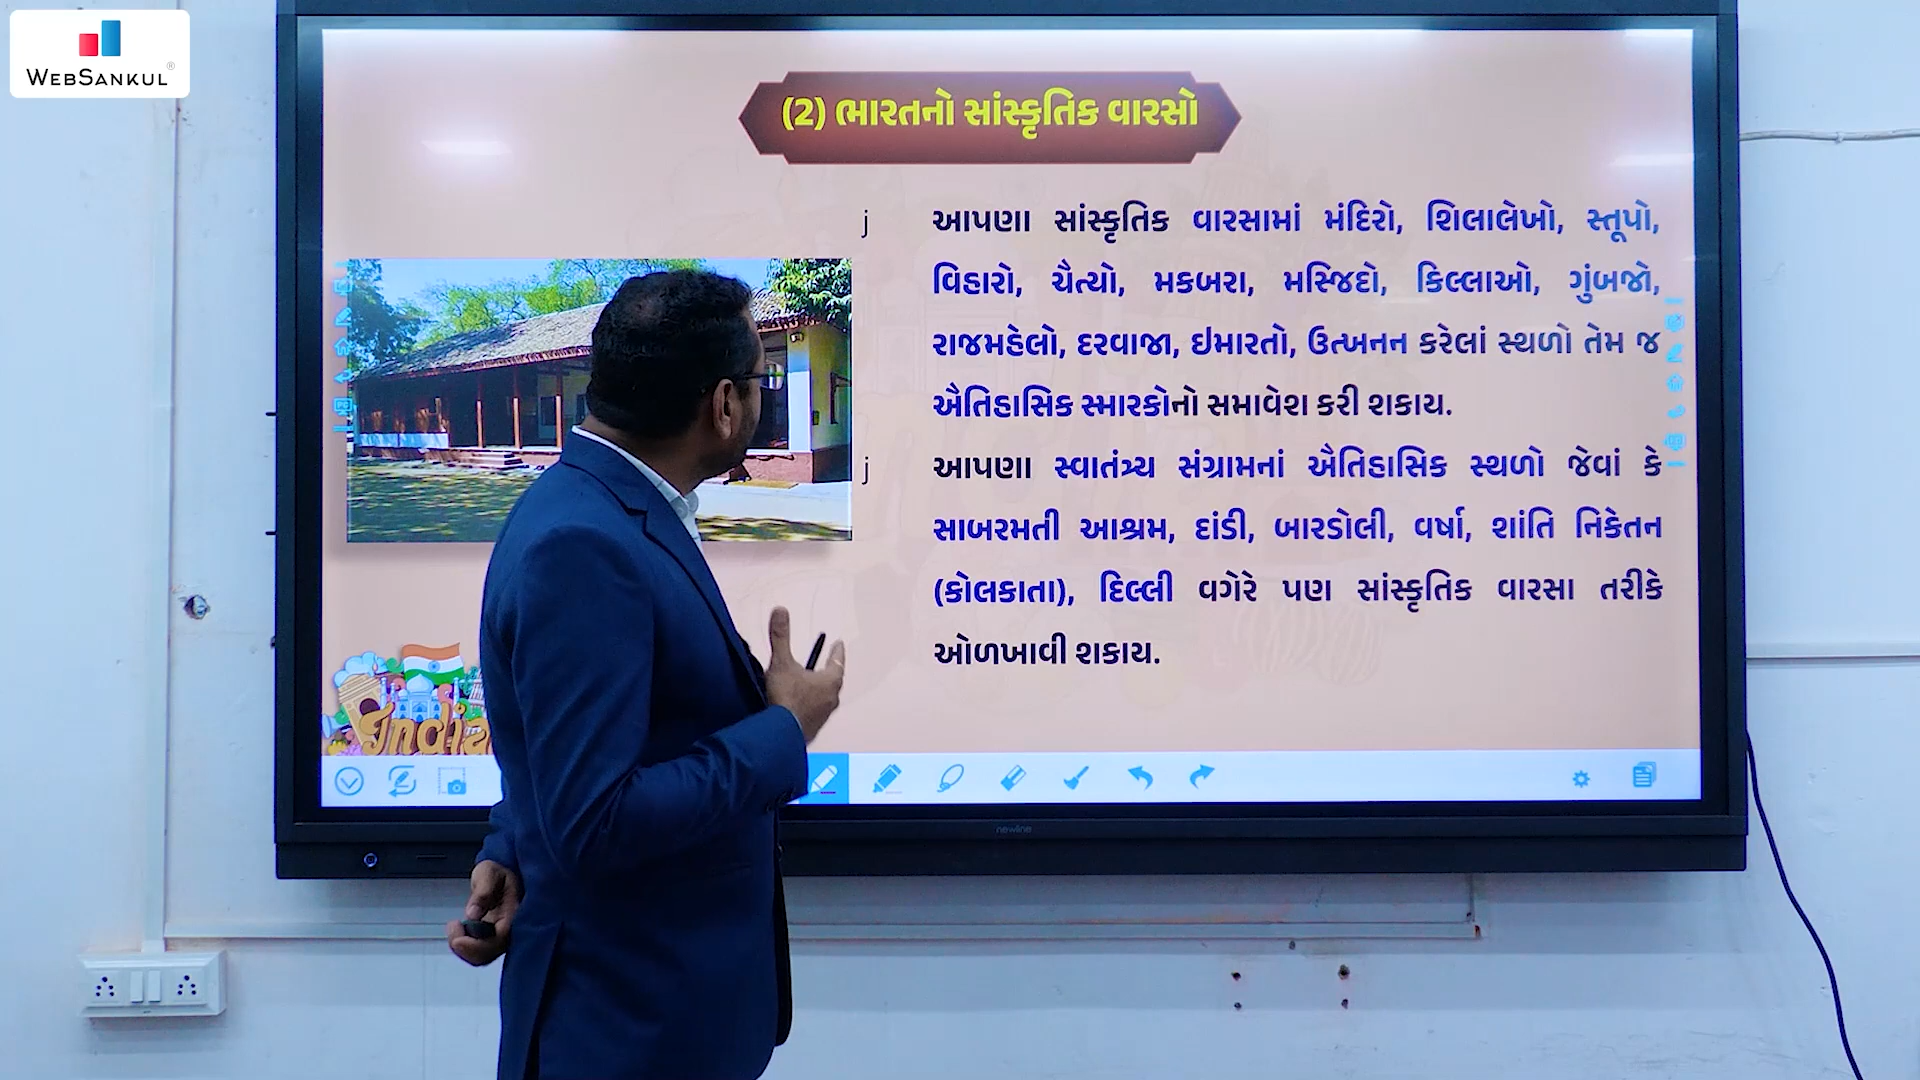 WEBSANKUL®
(2) ભારતનો સાંસ્કૃતિક વારસો
j આપણા સાંસ્કૃતિક વારસામાં મંદિરો, શિલાલેખો, સ્તૂપો,
વિહારો, ચૈત્યો, મકબરા, મસ્જિદો, કિલ્લાઓ, ગુંબજો,
રાજમહેલો, દરવાજા, ઇમારતો, ઉત્ખનન કરેલાં સ્થળો તેમ જ
ઐતિહાસિક સ્મારકોનો સમાવેશ કરી શકાય.
j આપણા સ્વાતંત્ર્ય સંગ્રામનાં ઐતિહાસિક સ્થળો જેવાં કે
સાબરમતી આશ્રમ, દાંડી, બારડોલી, વર્ષા, શાંતિ નિકેતન
(કોલકાતા), દિલ્લી વગેરે પણ સાંસ્કૃતિક વારસા તરીકે
ઓળખાવી શકાય.
India
newline